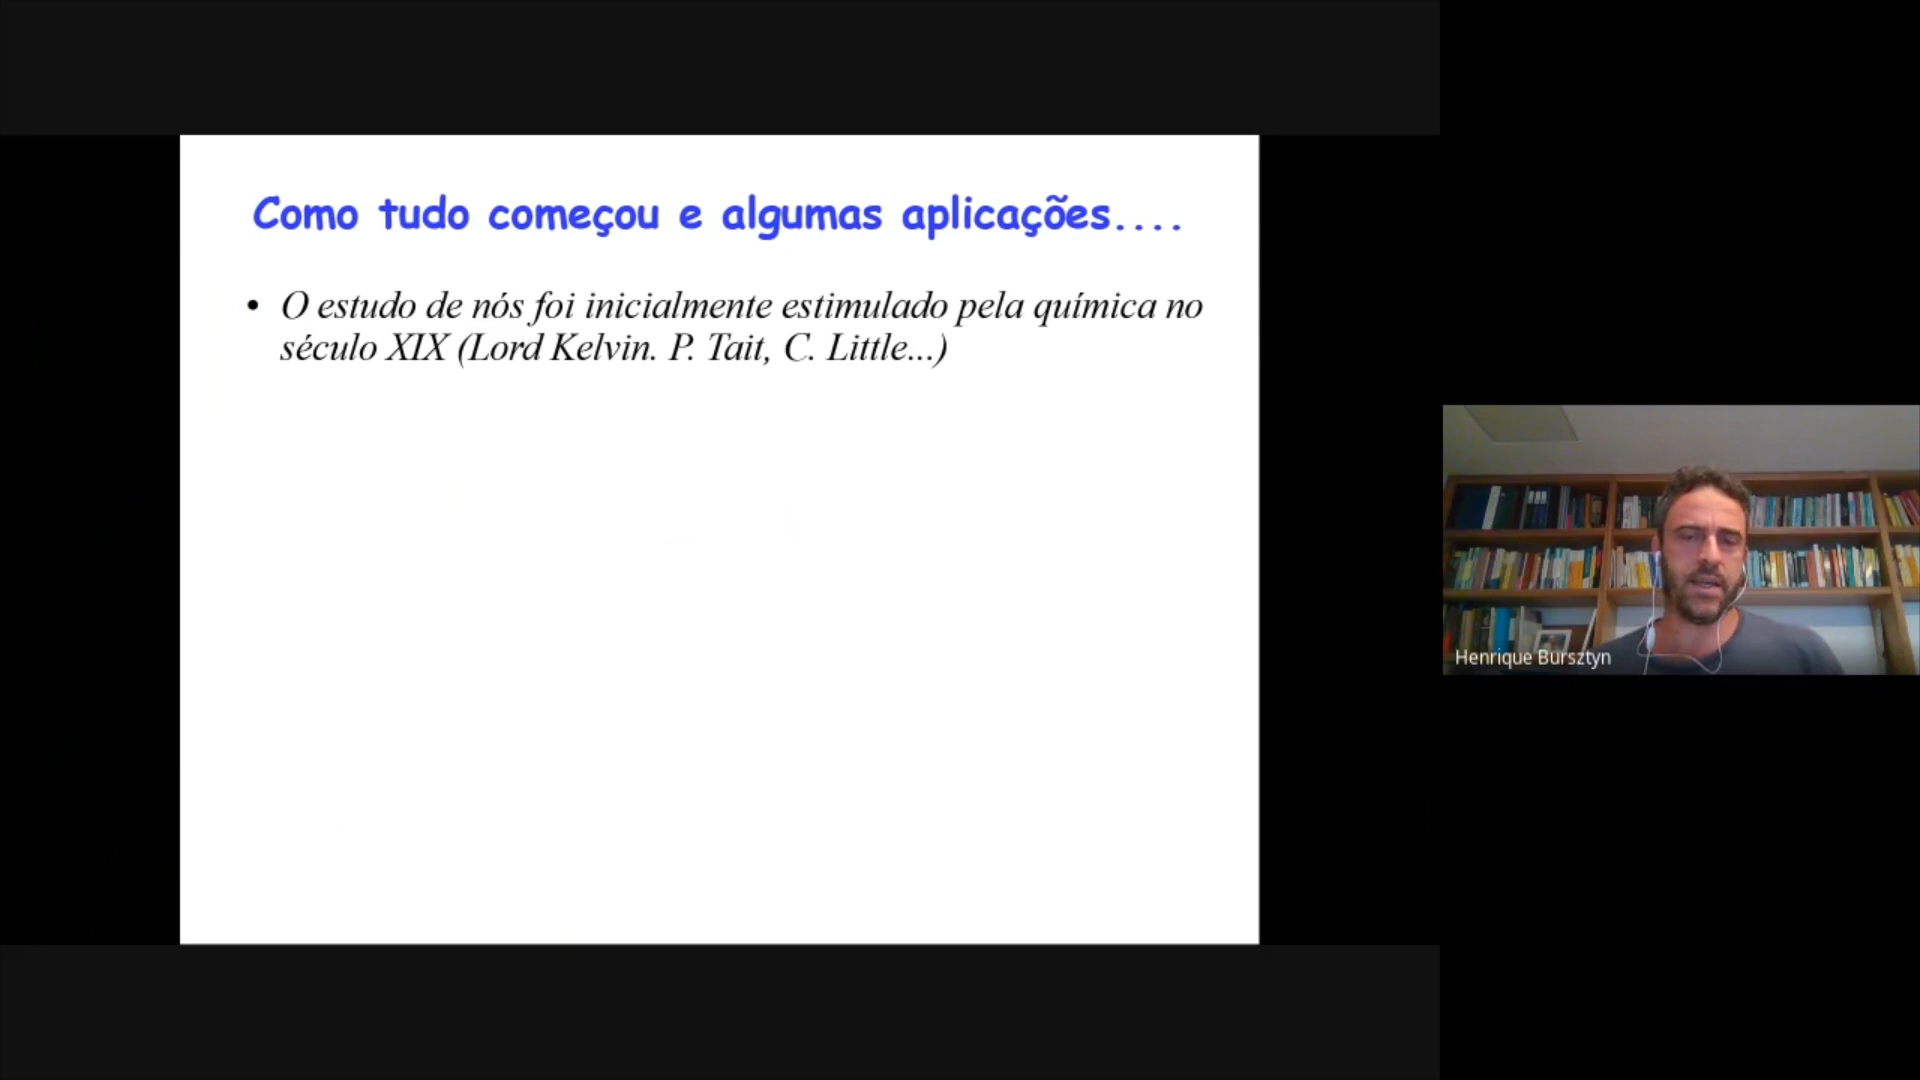 Como tudo começou e algumas aplicações....
• O estudo de nós foi inicialmente estimulado pela química no
século XIX (Lord Kelvin. P. Tait, C. Little...)
Henrique Bursztyn